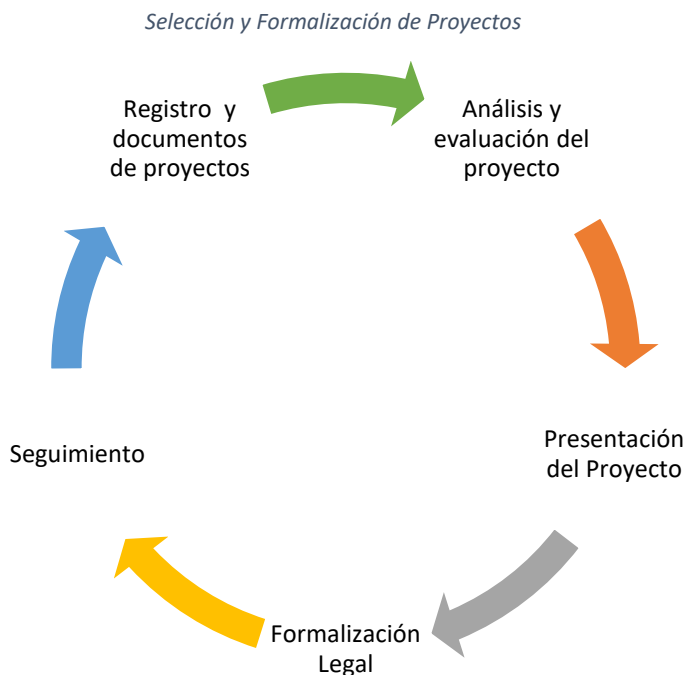 Selección y Formalización de Proyectos
Registro y
documentos
de proyectos
Análisis y
evaluación del
proyecto
Presentación
del Proyecto
Formalización
Legal
Seguimiento